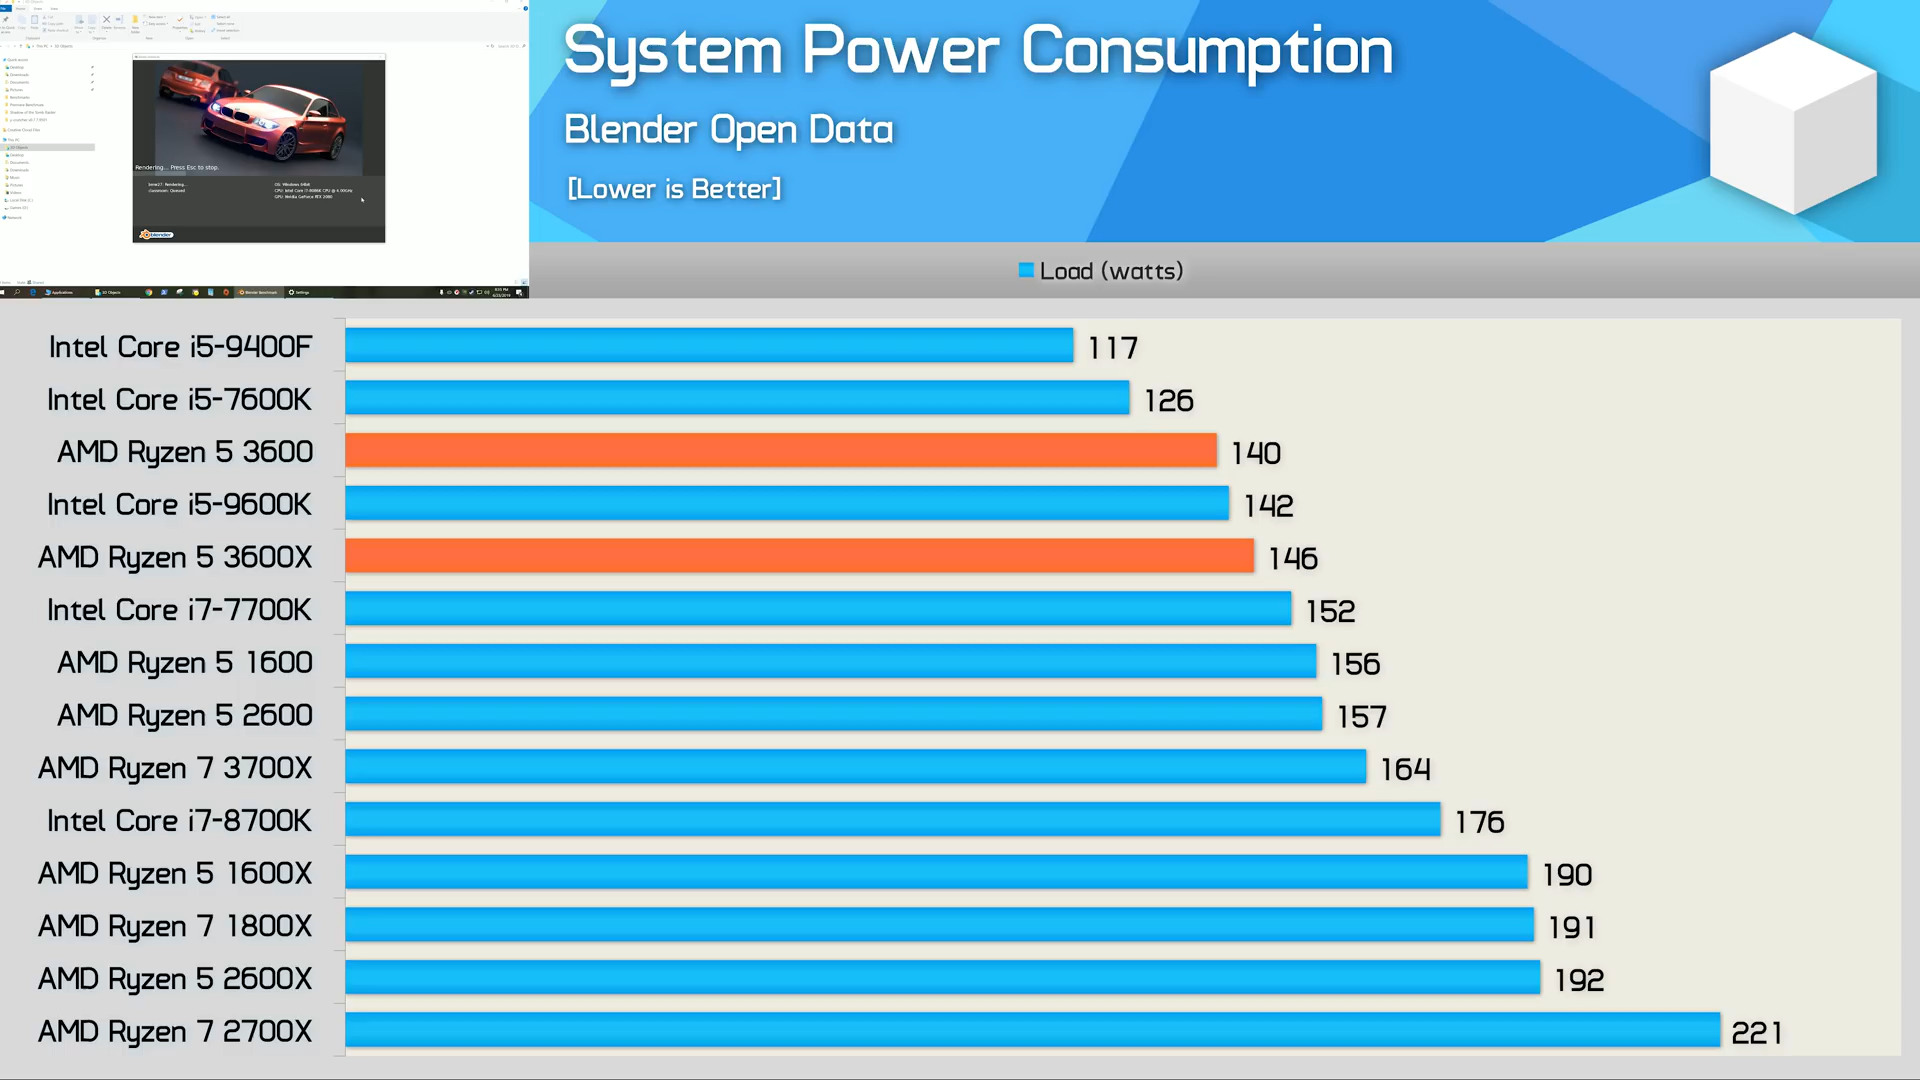 System Power Consumption
Blender Open Data
[Lower is Better]
Rendering... Press Esc to stop.
blender
Load (watts)
Intel Core i5-9400F 117
Intel Core i5-7600K 126
AMD Ryzen 5 3600 140
Intel Core i5-9600K 142
AMD Ryzen 5 3600X 146
Intel Core i7-7700K 152
AMD Ryzen 5 1600 156
AMD Ryzen 5 2600 157
AMD Ryzen 7 3700X 164
Intel Core i7-8700K 176
AMD Ryzen 5 1600X 190
AMD Ryzen 7 1800X 191
AMD Ryzen 5 2600X 192
AMD Ryzen 7 2700X 221